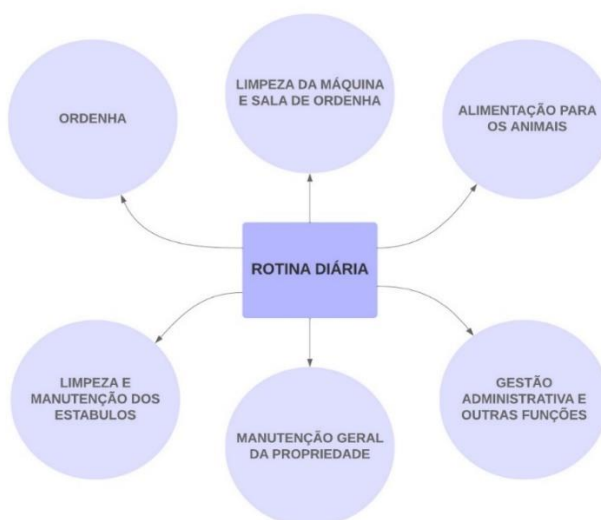 ORDENHA
LIMPEZA DA MÁQUINA
E SALA DE ORDENHA
ALIMENTAÇÃO PARA
OS ANIMAIS
ROTINA DIÁRIA
LIMPEZA E
MANUTENÇÃO DOS
ESTABULOS
MANUTENÇÃO GERAL
DA PROPRIEDADE
GESTÃO
ADMINISTRATIVA E
OUTRAS FUNÇÕES